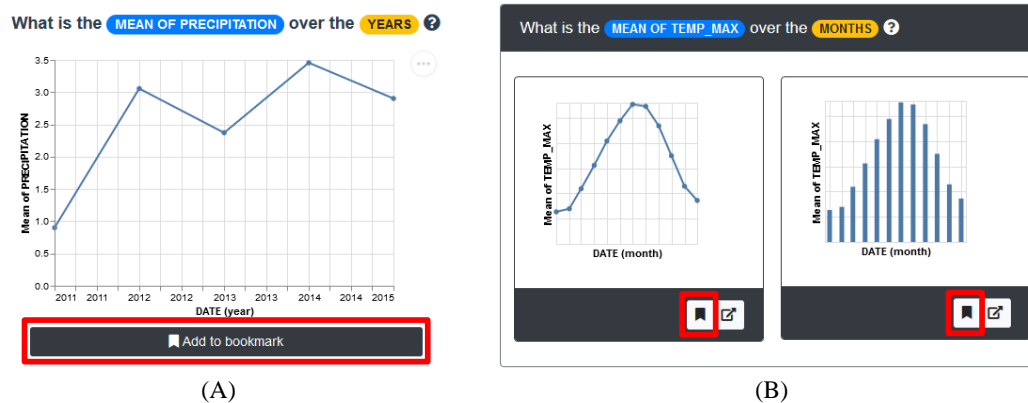 What is the MEAN OF PRECIPITATION over the YEARS ?
3.5
3.0
2.5
2.0
1.5
1.0
0.5
0.0
Mean of PRECIPITATION
2011 2011 2012 2012 2013 2013 2014 2014 2015
DATE (year)
Add to bookmark
(A)
What is the MEAN OF TEMP_MAX over the MONTHS ?
Mean of TEMP_MAX
DATE (month)
Mean of TEMP_MAX
DATE (month)
(B)